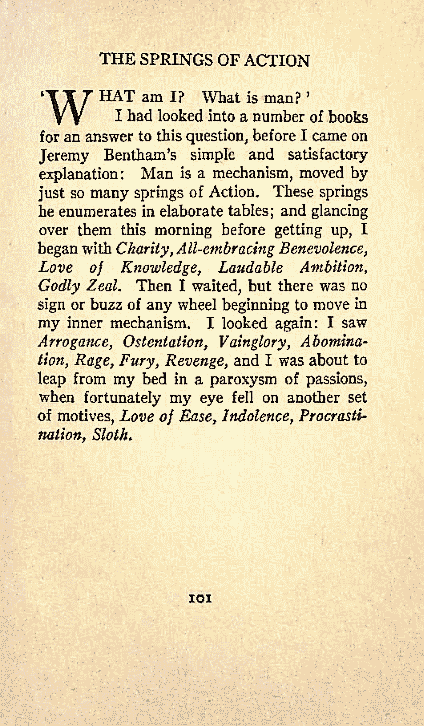 THE SPRINGS OF ACTION
'WHAT am I? What is man?'
I had looked into a number of books
for an answer to this question, before I came on
Jeremy Bentham's simple and satisfactory
explanation: Man is a mechanism, moved by
just so many springs of Action. These springs
he enumerates in elaborate tables; and glancing
over them this morning before getting up, I
began with Charity, All-embracing Benevolence,
Love of Knowledge, Laudable Ambition,
Godly Zeal. Then I waited, but there was no
sign or buzz of any wheel beginning to move in
my inner mechanism. I looked again: I saw
Arrogance, Ostentation, Vainglory, Abomina-
tion, Rage, Fury, Revenge, and I was about to
leap from my bed in a paroxysm of passions,
when fortunately my eye fell on another set
of motives, Love of Ease, Indolence, Procrasti-
nation, Sloth.
101